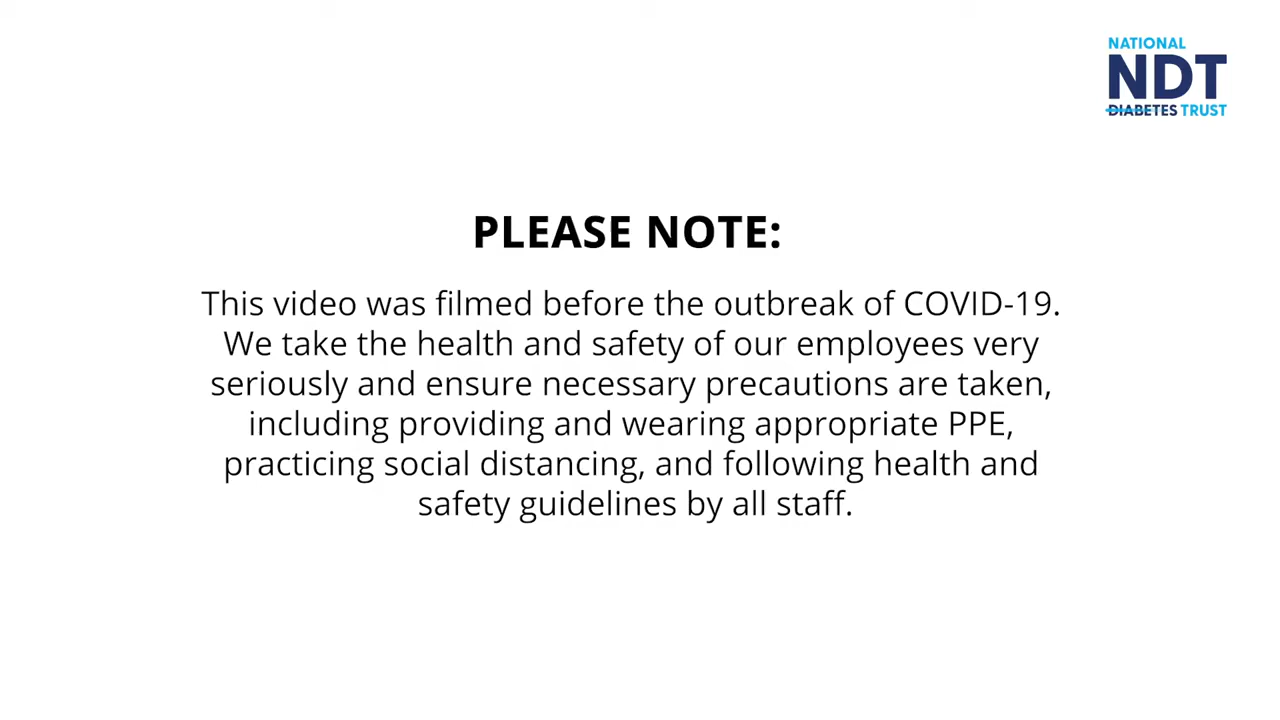 NATIONAL
NDT
DIABETES TRUST
PLEASE NOTE:
This video was filmed before the outbreak of COVID-19.
We take the health and safety of our employees very
seriously and ensure necessary precautions are taken,
including providing and wearing appropriate PPE,
practicing social distancing, and following health and
safety guidelines by all staff.